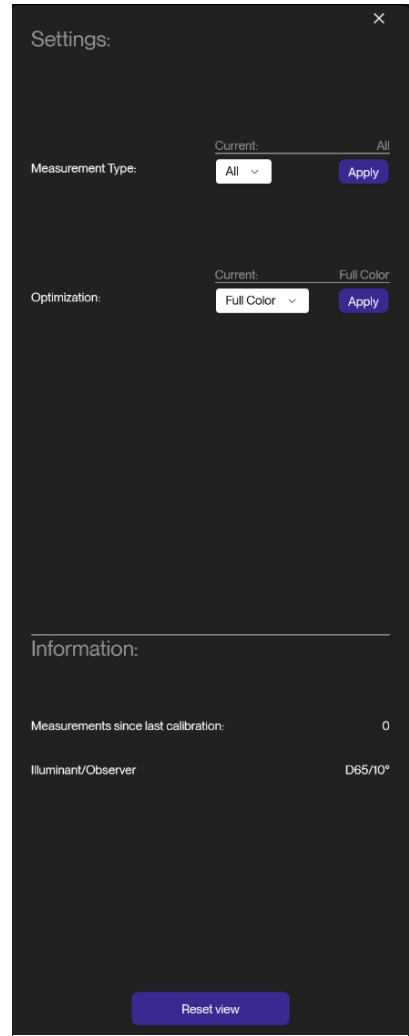 Settings:
Current: All
Measurement Type: All Apply
Current: Full Color
Optimization: Full Color Apply
Information:
Measurements since last calibration: 0
Illuminant/Observer D65/10°
Reset view